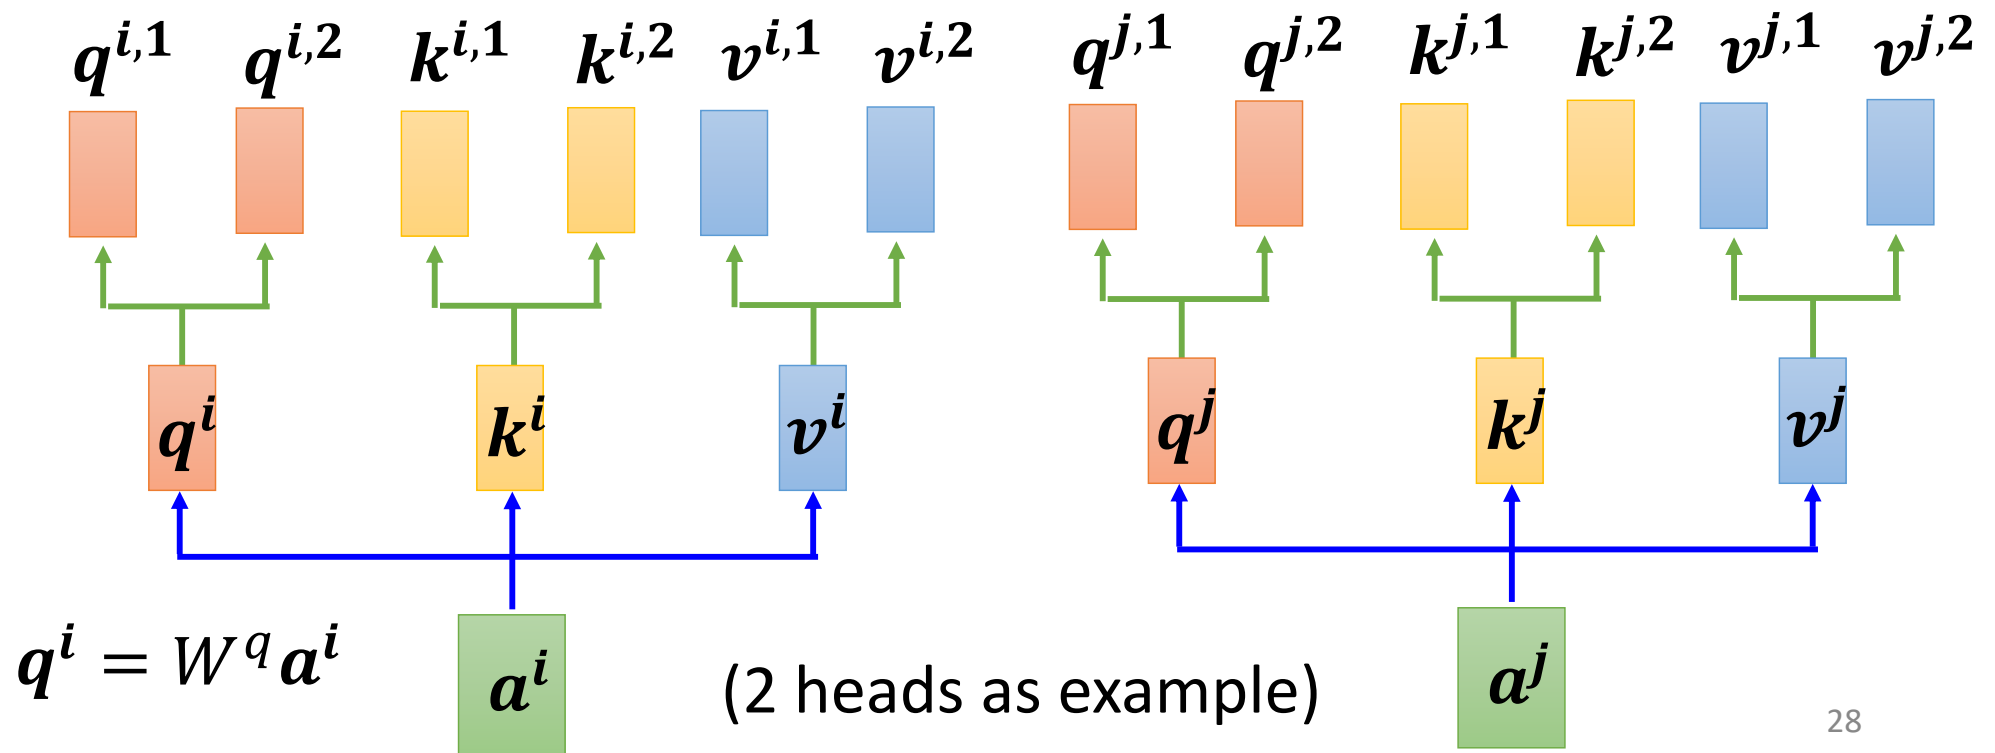 q^{i,1} q^{i,2} k^{i,1} k^{i,2} v^{i,1} v^{i,2} q^{j,1} q^{j,2} k^{j,1} k^{j,2} v^{j,1} v^{j,2}
q^i k^i v^i q^j k^j v^j
q^i = W^q a^i
a^i
(2 heads as example)
a^j
28